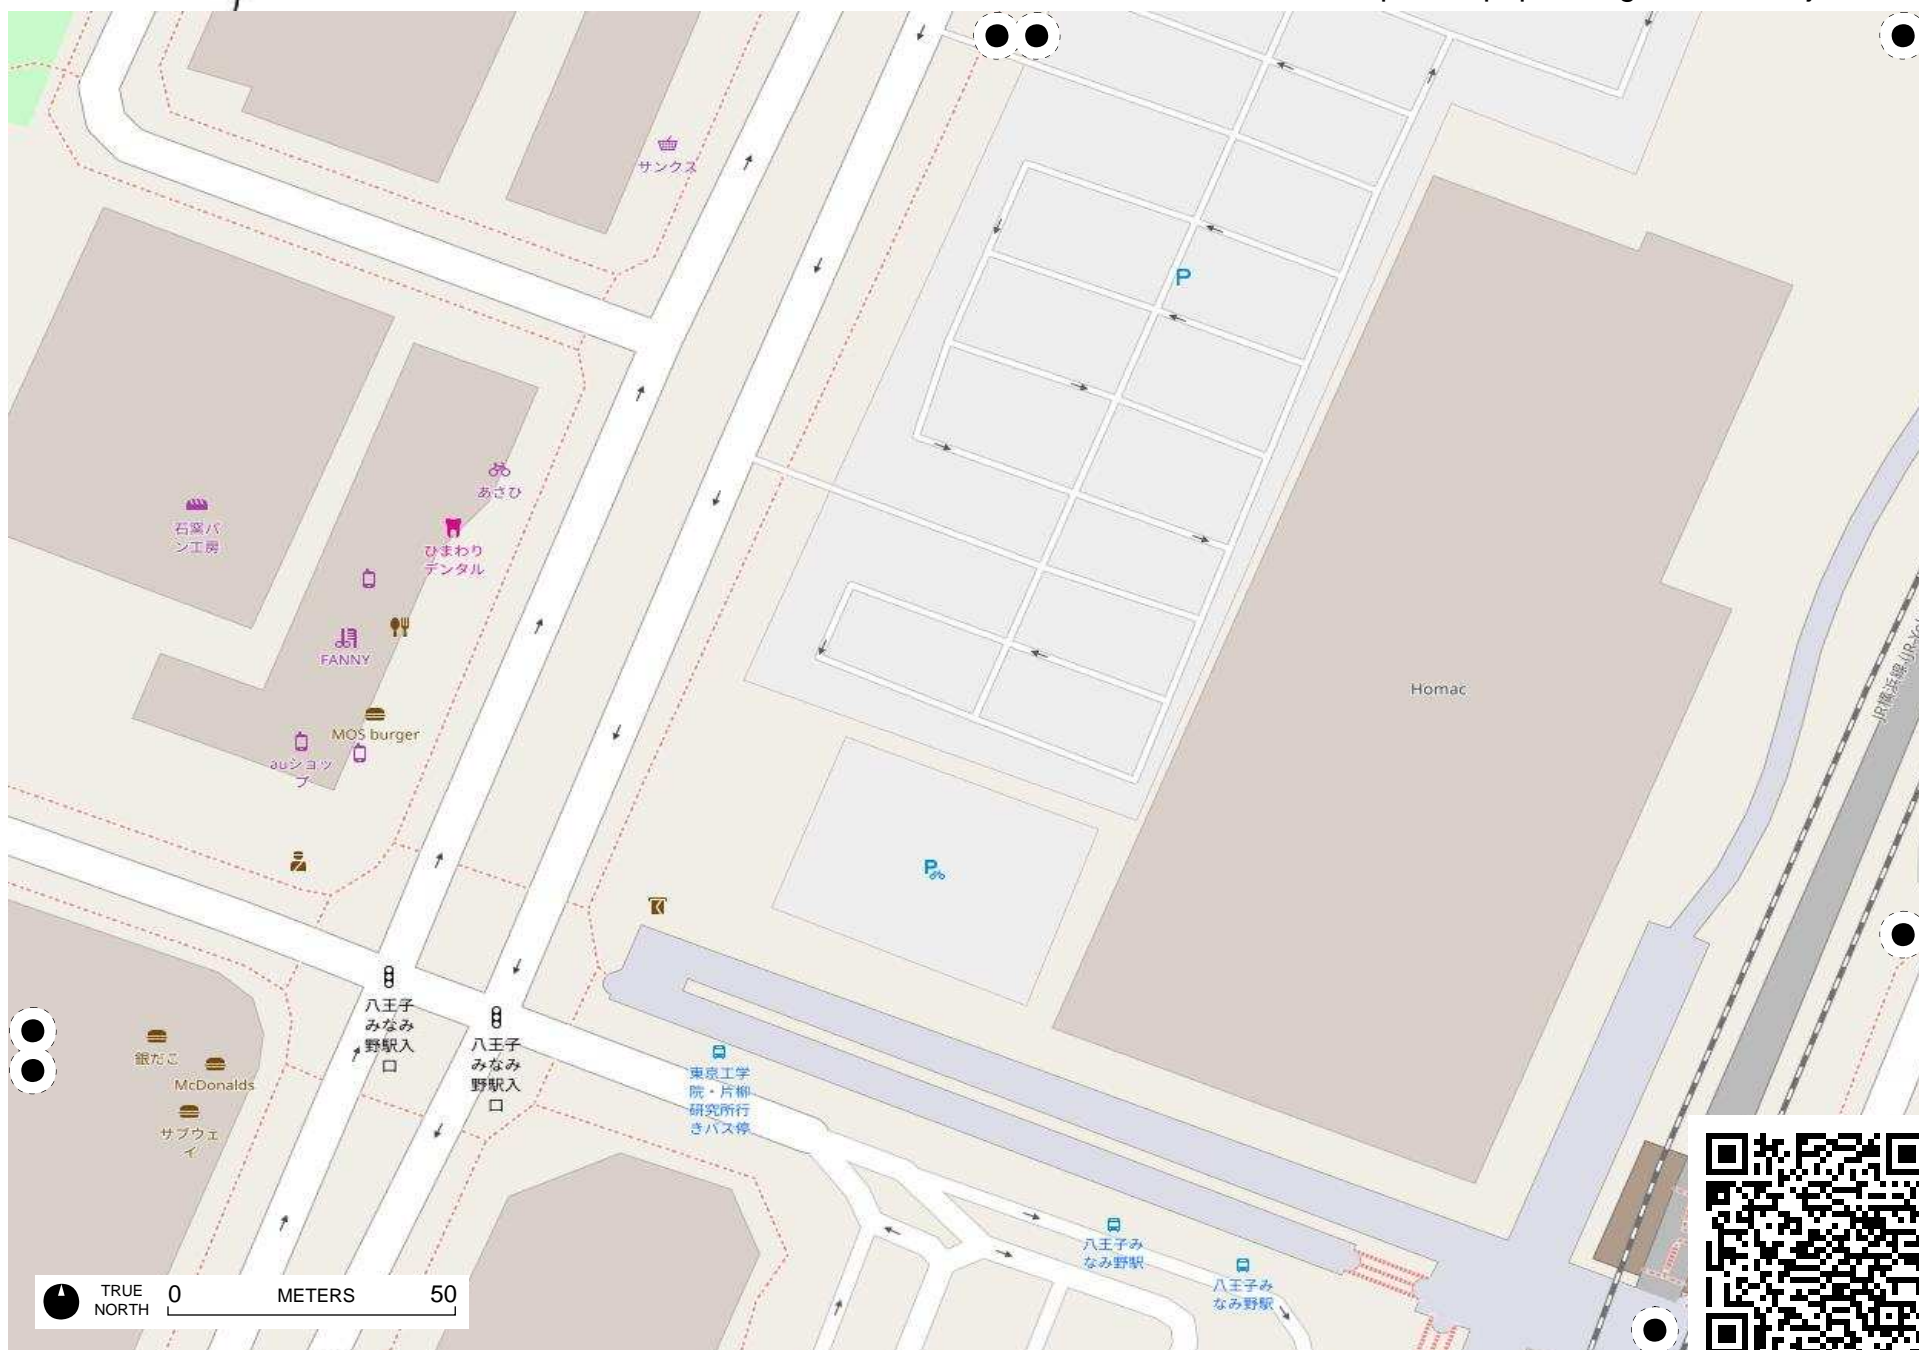 サンクス
P
あさひ
石窯パ
ン工房
ひまわり
デンタル
FANNY
Homac
MOS burger
auショッ
プ
P
八王子
みなみ
野駅入
口
八王子
みなみ
野駅入
口
銀だこ
McDonalds
サブウェ
イ
東京工学
院・片柳
研究所行
きバス停
八王子み
なみ野駅
八王子み
なみ野駅
JR横浜線
TRUE
NORTH
0 METERS 50